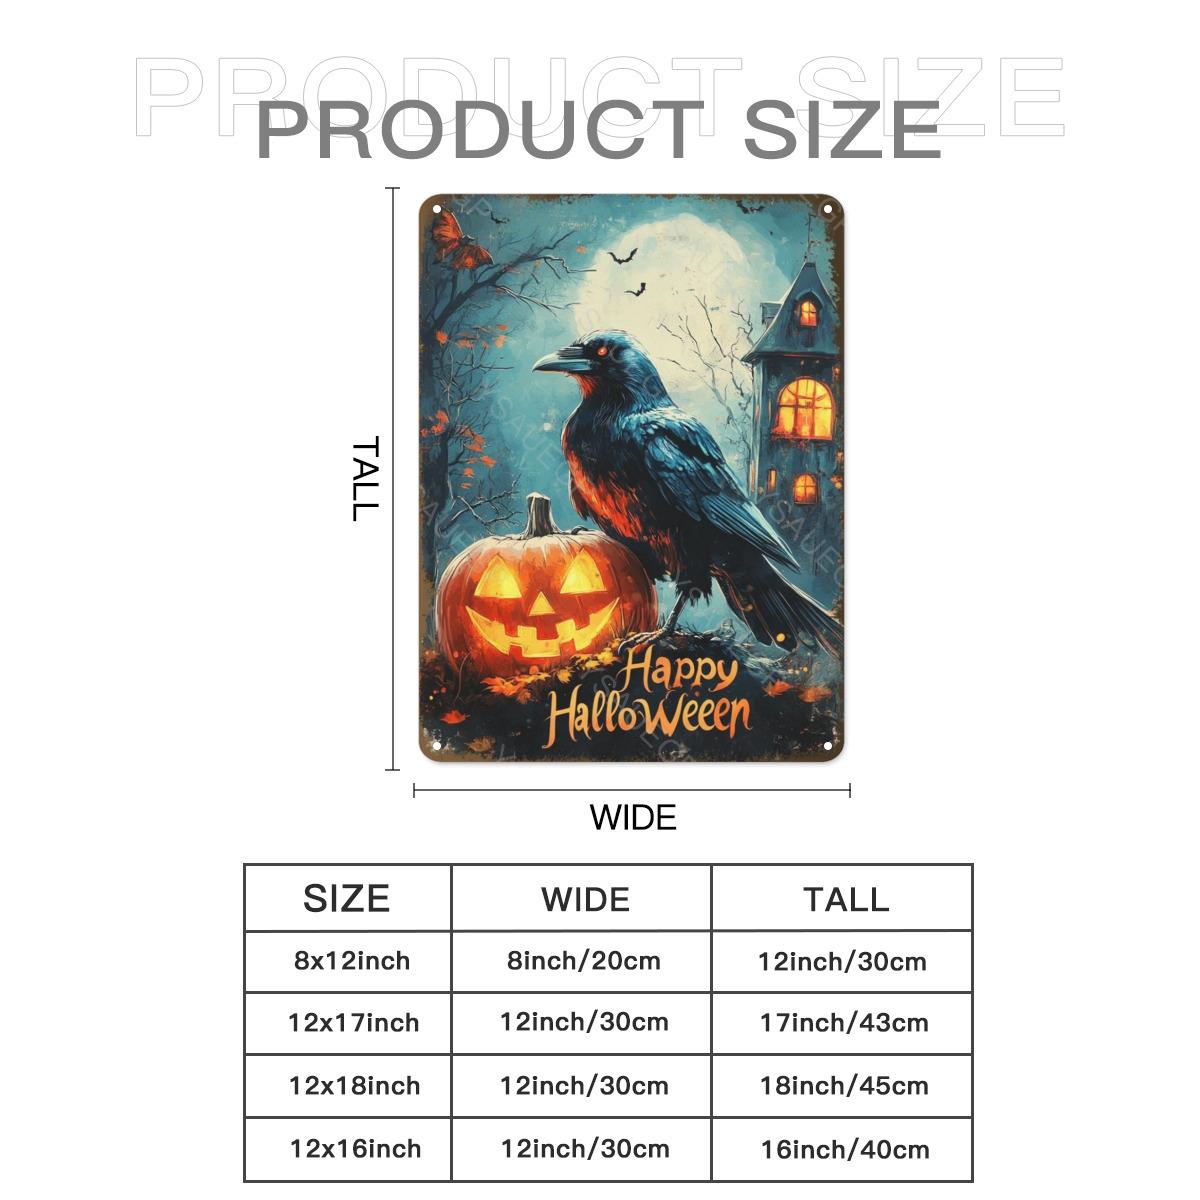 PRODUCT SIZE
PRODUCT SIZE
TALL
Happy
HalloWeeen
WIDE
SIZE WIDE TALL
8x12inch 8inch/20cm 12inch/30cm
12x17inch 12inch/30cm 17inch/43cm
12x18inch 12inch/30cm 18inch/45cm
12x16inch 12inch/30cm 16inch/40cm